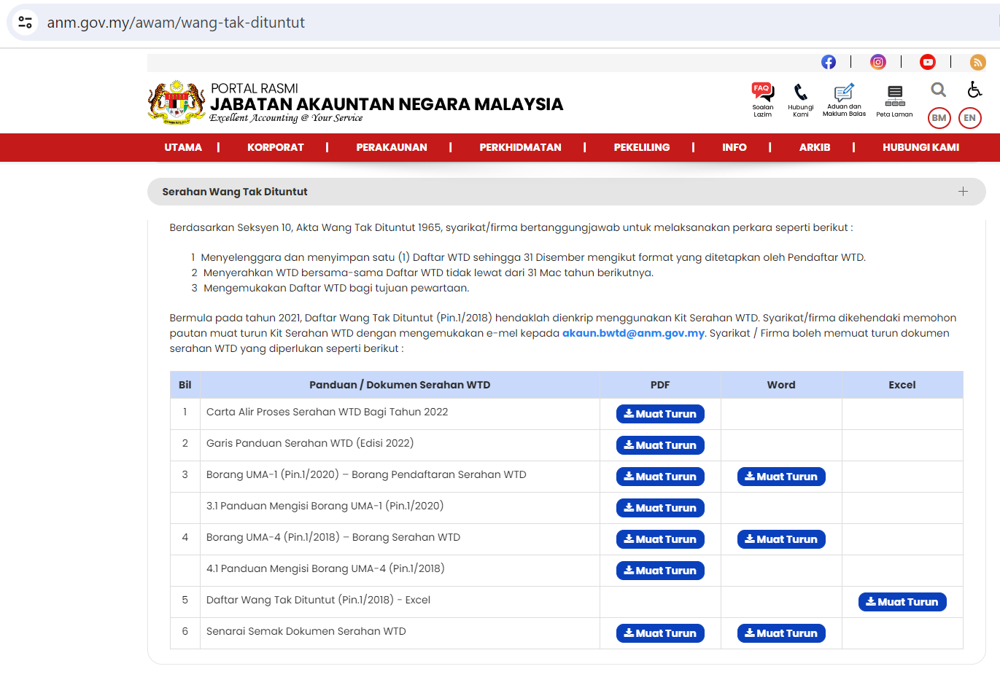 anm.gov.my/awam/wang-tak-dituntut
PORTAL RASMI
JABATAN AKAUNTAN NEGARA MALAYSIA
Excellent Accounting @ Your Service
FAQ
Soalan Lazim
Hubungi Kami
Aduan dan Maklum Balas
Peta Laman
BM EN
UTAMA | KORPORAT | PERAKAUNAN | PERKHIDMATAN | PEKELILING | INFO | ARKIB | HUBUNGI KAMI
Serahan Wang Tak Dituntut +
Berdasarkan Seksyen 10, Akta Wang Tak Dituntut 1965, syarikat/firma bertanggungjawab untuk melaksanakan perkara seperti berikut :
1 Menyelenggara dan menyimpan satu (1) Daftar WTD sehingga 31 Disember mengikut format yang ditetapkan oleh Pendaftar WTD.
2 Menyerahkan WTD bersama-sama Daftar WTD tidak lewat dari 31 Mac tahun berikutnya.
3 Mengemukakan Daftar WTD bagi tujuan pewartaan.
Bermula pada tahun 2021, Daftar Wang Tak Dituntut (Pin.1/2018) hendaklah dienkrip menggunakan Kit Serahan WTD. Syarikat/firma dikehendaki memohon
pautan muat turun Kit Serahan WTD dengan mengemukakan e-mel kepada akaun.bwtd@anm.gov.my. Syarikat / Firma boleh memuat turun dokumen
serahan WTD yang diperlukan seperti berikut :
Bil Panduan / Dokumen Serahan WTD PDF Word Excel
1 Carta Alir Proses Serahan WTD Bagi Tahun 2022 Muat Turun
2 Garis Panduan Serahan WTD (Edisi 2022) Muat Turun
3 Borang UMA-1 (Pin.1/2020) – Borang Pendaftaran Serahan WTD Muat Turun Muat Turun
3.1 Panduan Mengisi Borang UMA-1 (Pin.1/2020) Muat Turun
4 Borang UMA-4 (Pin.1/2018) – Borang Serahan WTD Muat Turun Muat Turun
4.1 Panduan Mengisi Borang UMA-4 (Pin.1/2018) Muat Turun
5 Daftar Wang Tak Dituntut (Pin.1/2018) - Excel Muat Turun
6 Senarai Semak Dokumen Serahan WTD Muat Turun Muat Turun